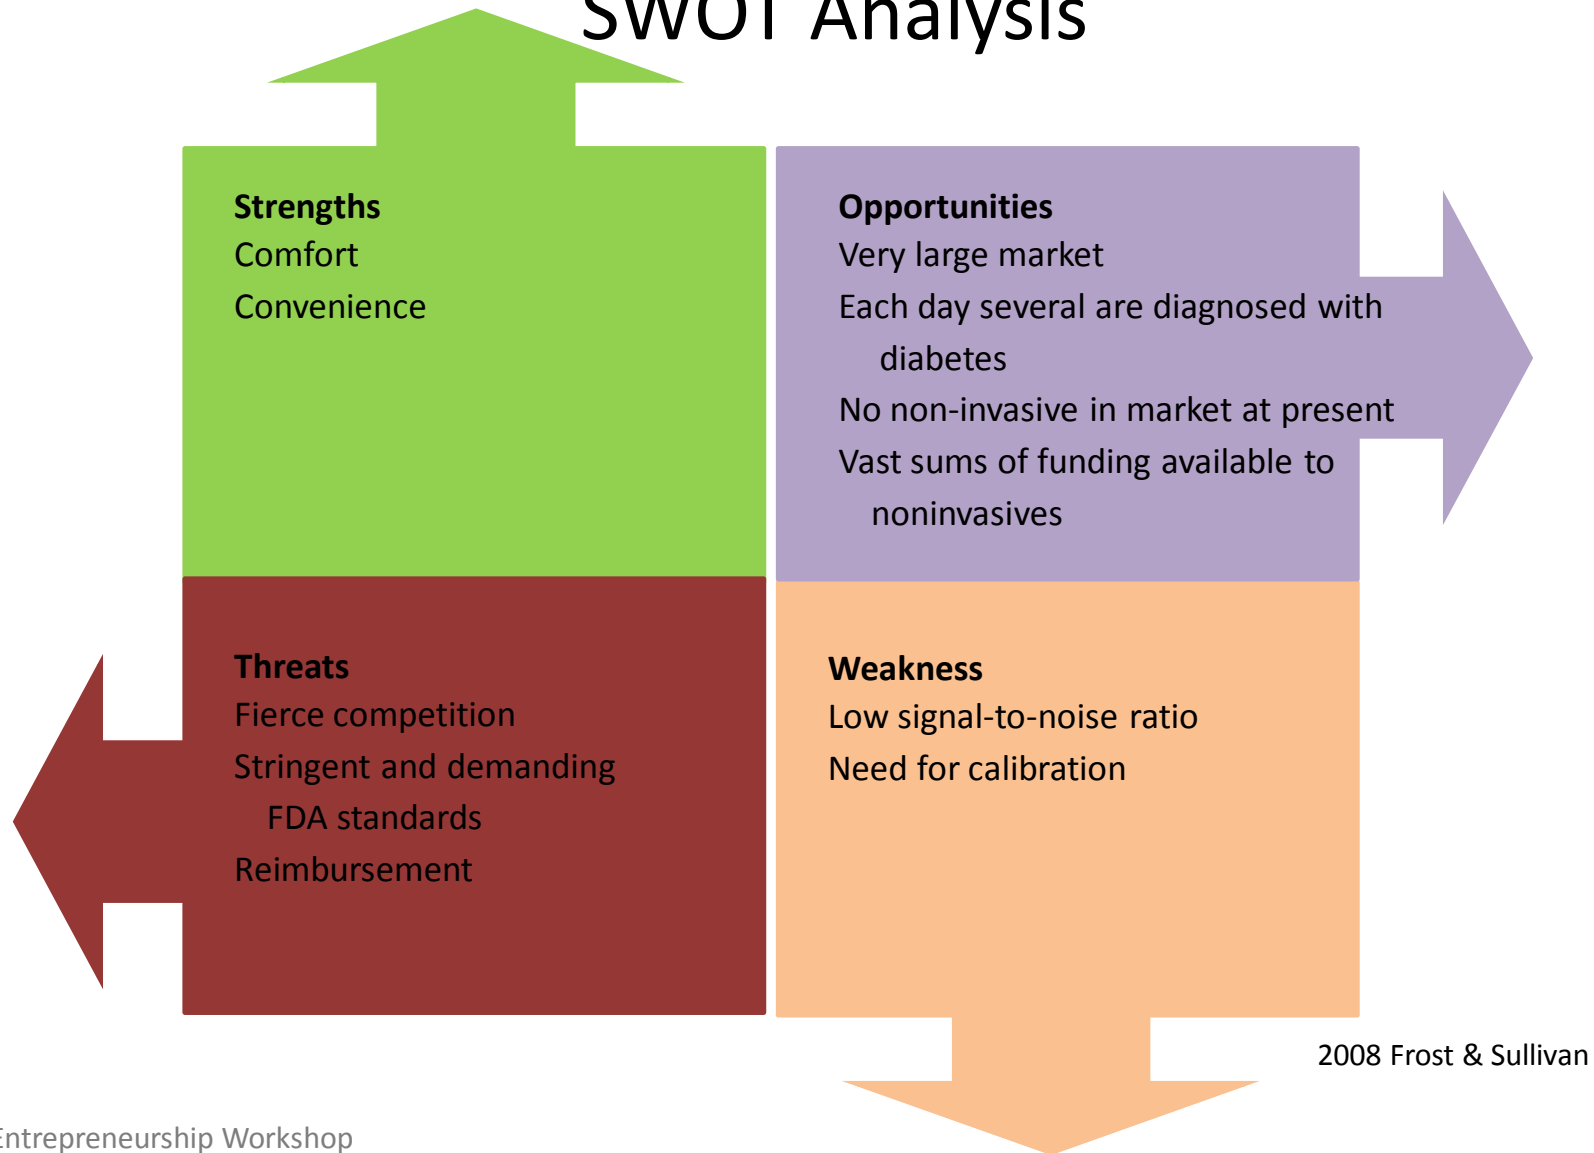 SWOT Analysis
Strengths
Comfort
Convenience
Opportunities
Very large market
Each day several are diagnosed with
diabetes
No non-invasive in market at present
Vast sums of funding available to
noninvasives
Threats
Fierce competition
Stringent and demanding
FDA standards
Reimbursement
Weakness
Low signal-to-noise ratio
Need for calibration
2008 Frost & Sullivan
Entrepreneurship Workshop